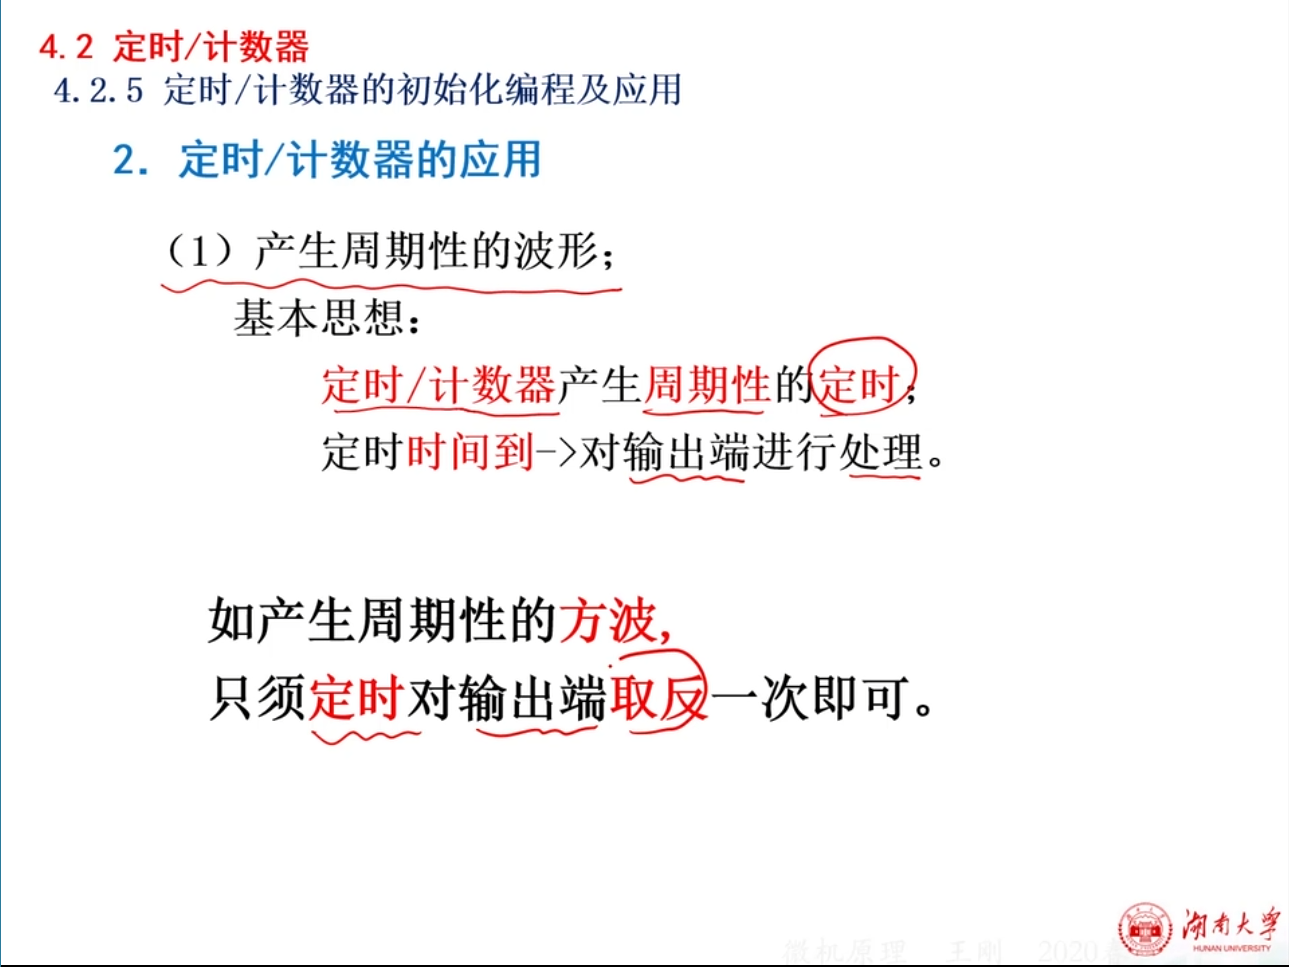 4.2 定时/计数器
4.2.5 定时/计数器的初始化编程及应用
2. 定时/计数器的应用
（1）产生周期性的波形;
基本思想：
定时/计数器产生周期性的定时;
定时时间到->对输出端进行处理。
如产生周期性的方波,
只须定时对输出端取反一次即可。
湖南大学
HUNAN UNIVERSITY
微机原理 王刚 2020春